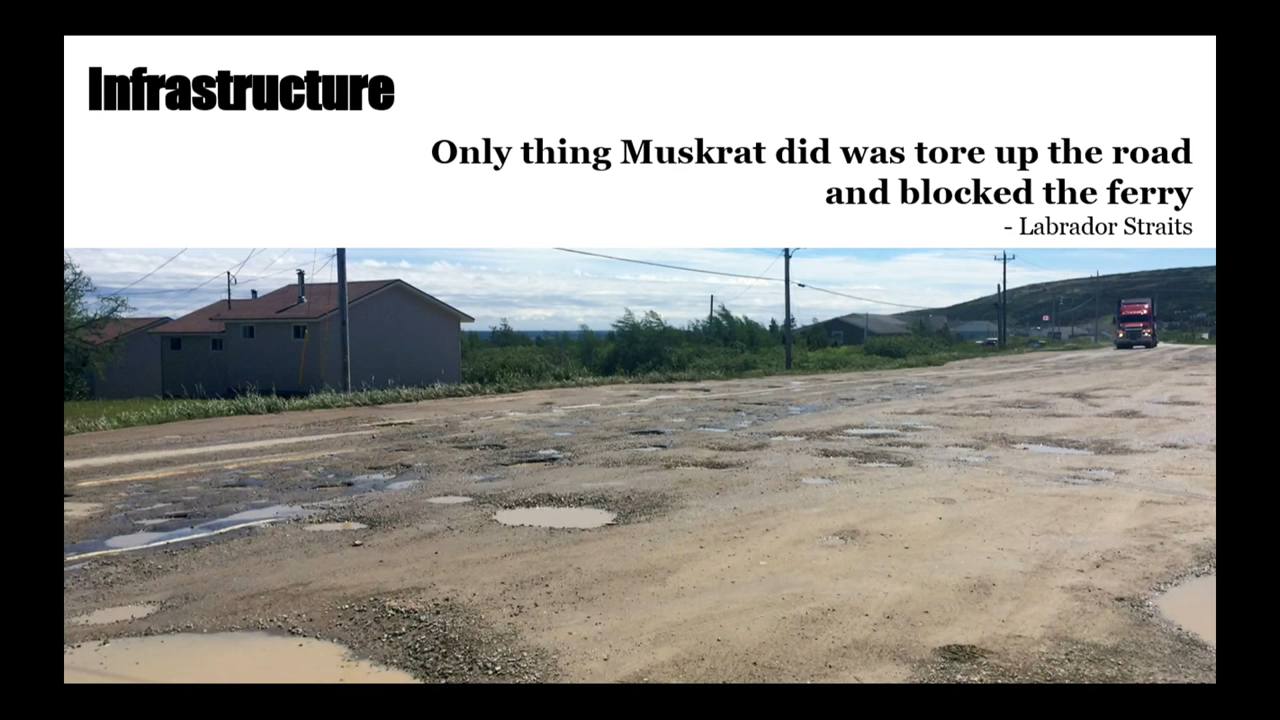 Infrastructure
Only thing Muskrat did was tore up the road
and blocked the ferry
- Labrador Straits